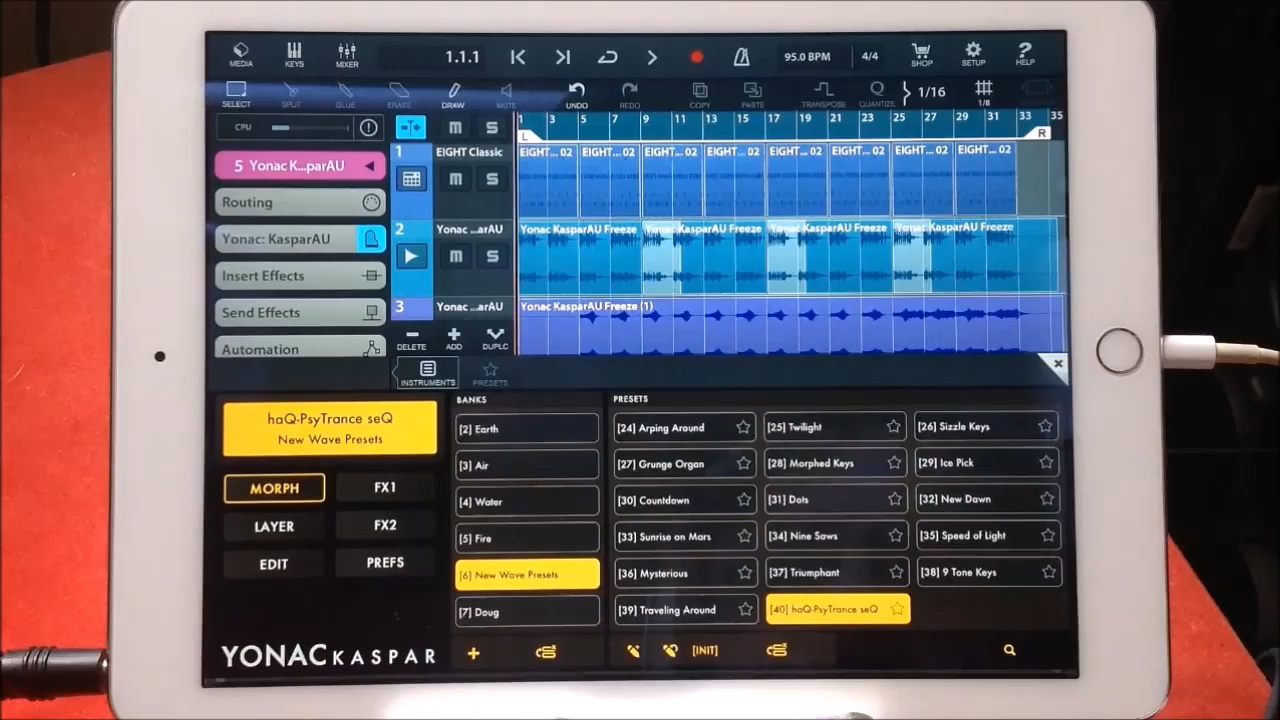 MEDIA KEYS MIXER 1.1.1 95.0 BPM 4/4 SHOP SETUP HELP
SELECT SPLIT GLUE ERASE DRAW MUTE UNDO REDO COPY PASTE TRANSPOSE QUANTIZE 1/16 1/8
CPU M S 1 3 5 7 9 11 13 15 17 19 21 23 25 27 29 31 33 35
L R
5 Yonac K...parAU
1 EIGHT Classic EIGHT... 02 EIGHT... 02 EIGHT... 02 EIGHT... 02 EIGHT... 02 EIGHT... 02 EIGHT... 02 EIGHT... 02
M S
Routing
2 Yonac ...arAU Yonac KasparAU Freeze Yonac KasparAU Freeze Yonac KasparAU Freeze Yonac KasparAU Freeze
Yonac: KasparAU
M S
Insert Effects
3 Yonac ...arAU Yonac KasparAU Freeze (1)
Send Effects
DELETE ADD DUPLC
Automation
INSTRUMENTS PRESETS
haQ-PsyTrance seQ
New Wave Presets
MORPH FX1
LAYER FX2
EDIT PREFS
YONAC KASPAR
BANKS
[2] Earth
[3] Air
[4] Water
[5] Fire
[6] New Wave Presets
[7] Doug
PRESETS
[24] Arping Around [25] Twilight [26] Sizzle Keys
[27] Grunge Organ [28] Morphed Keys [29] Ice Pick
[30] Countdown [31] Dots [32] New Dawn
[33] Sunrise on Mars [34] Nine Saws [35] Speed of Light
[36] Mysterious [37] Triumphant [38] 9 Tone Keys
[39] Traveling Around [40] haQ-PsyTrance seQ
[INIT]